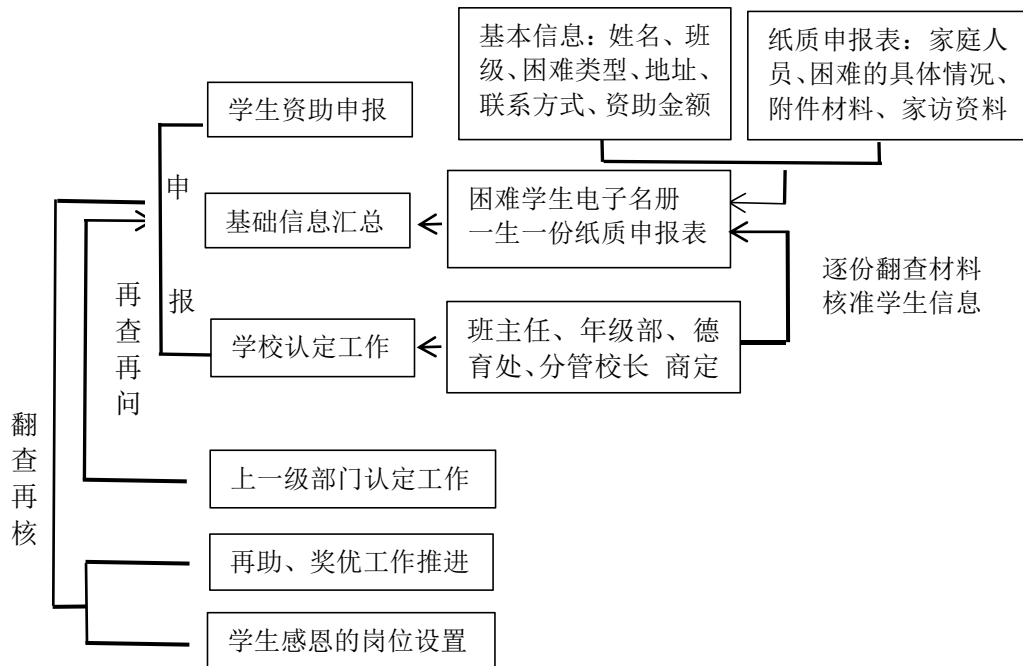 基本信息：姓名、班
级、困难类型、地址、
联系方式、资助金额
纸质申报表：家庭人
员、困难的具体情况、
附件材料、家访资料
学生资助申报
申
报
基础信息汇总
困难学生电子名册
一生一份纸质申报表
逐份翻查材料
核准学生信息
再
查
再
问
学校认定工作
班主任、年级部、德
育处、分管校长 商定
翻
查
再
核
上一级部门认定工作
再助、奖优工作推进
学生感恩的岗位设置